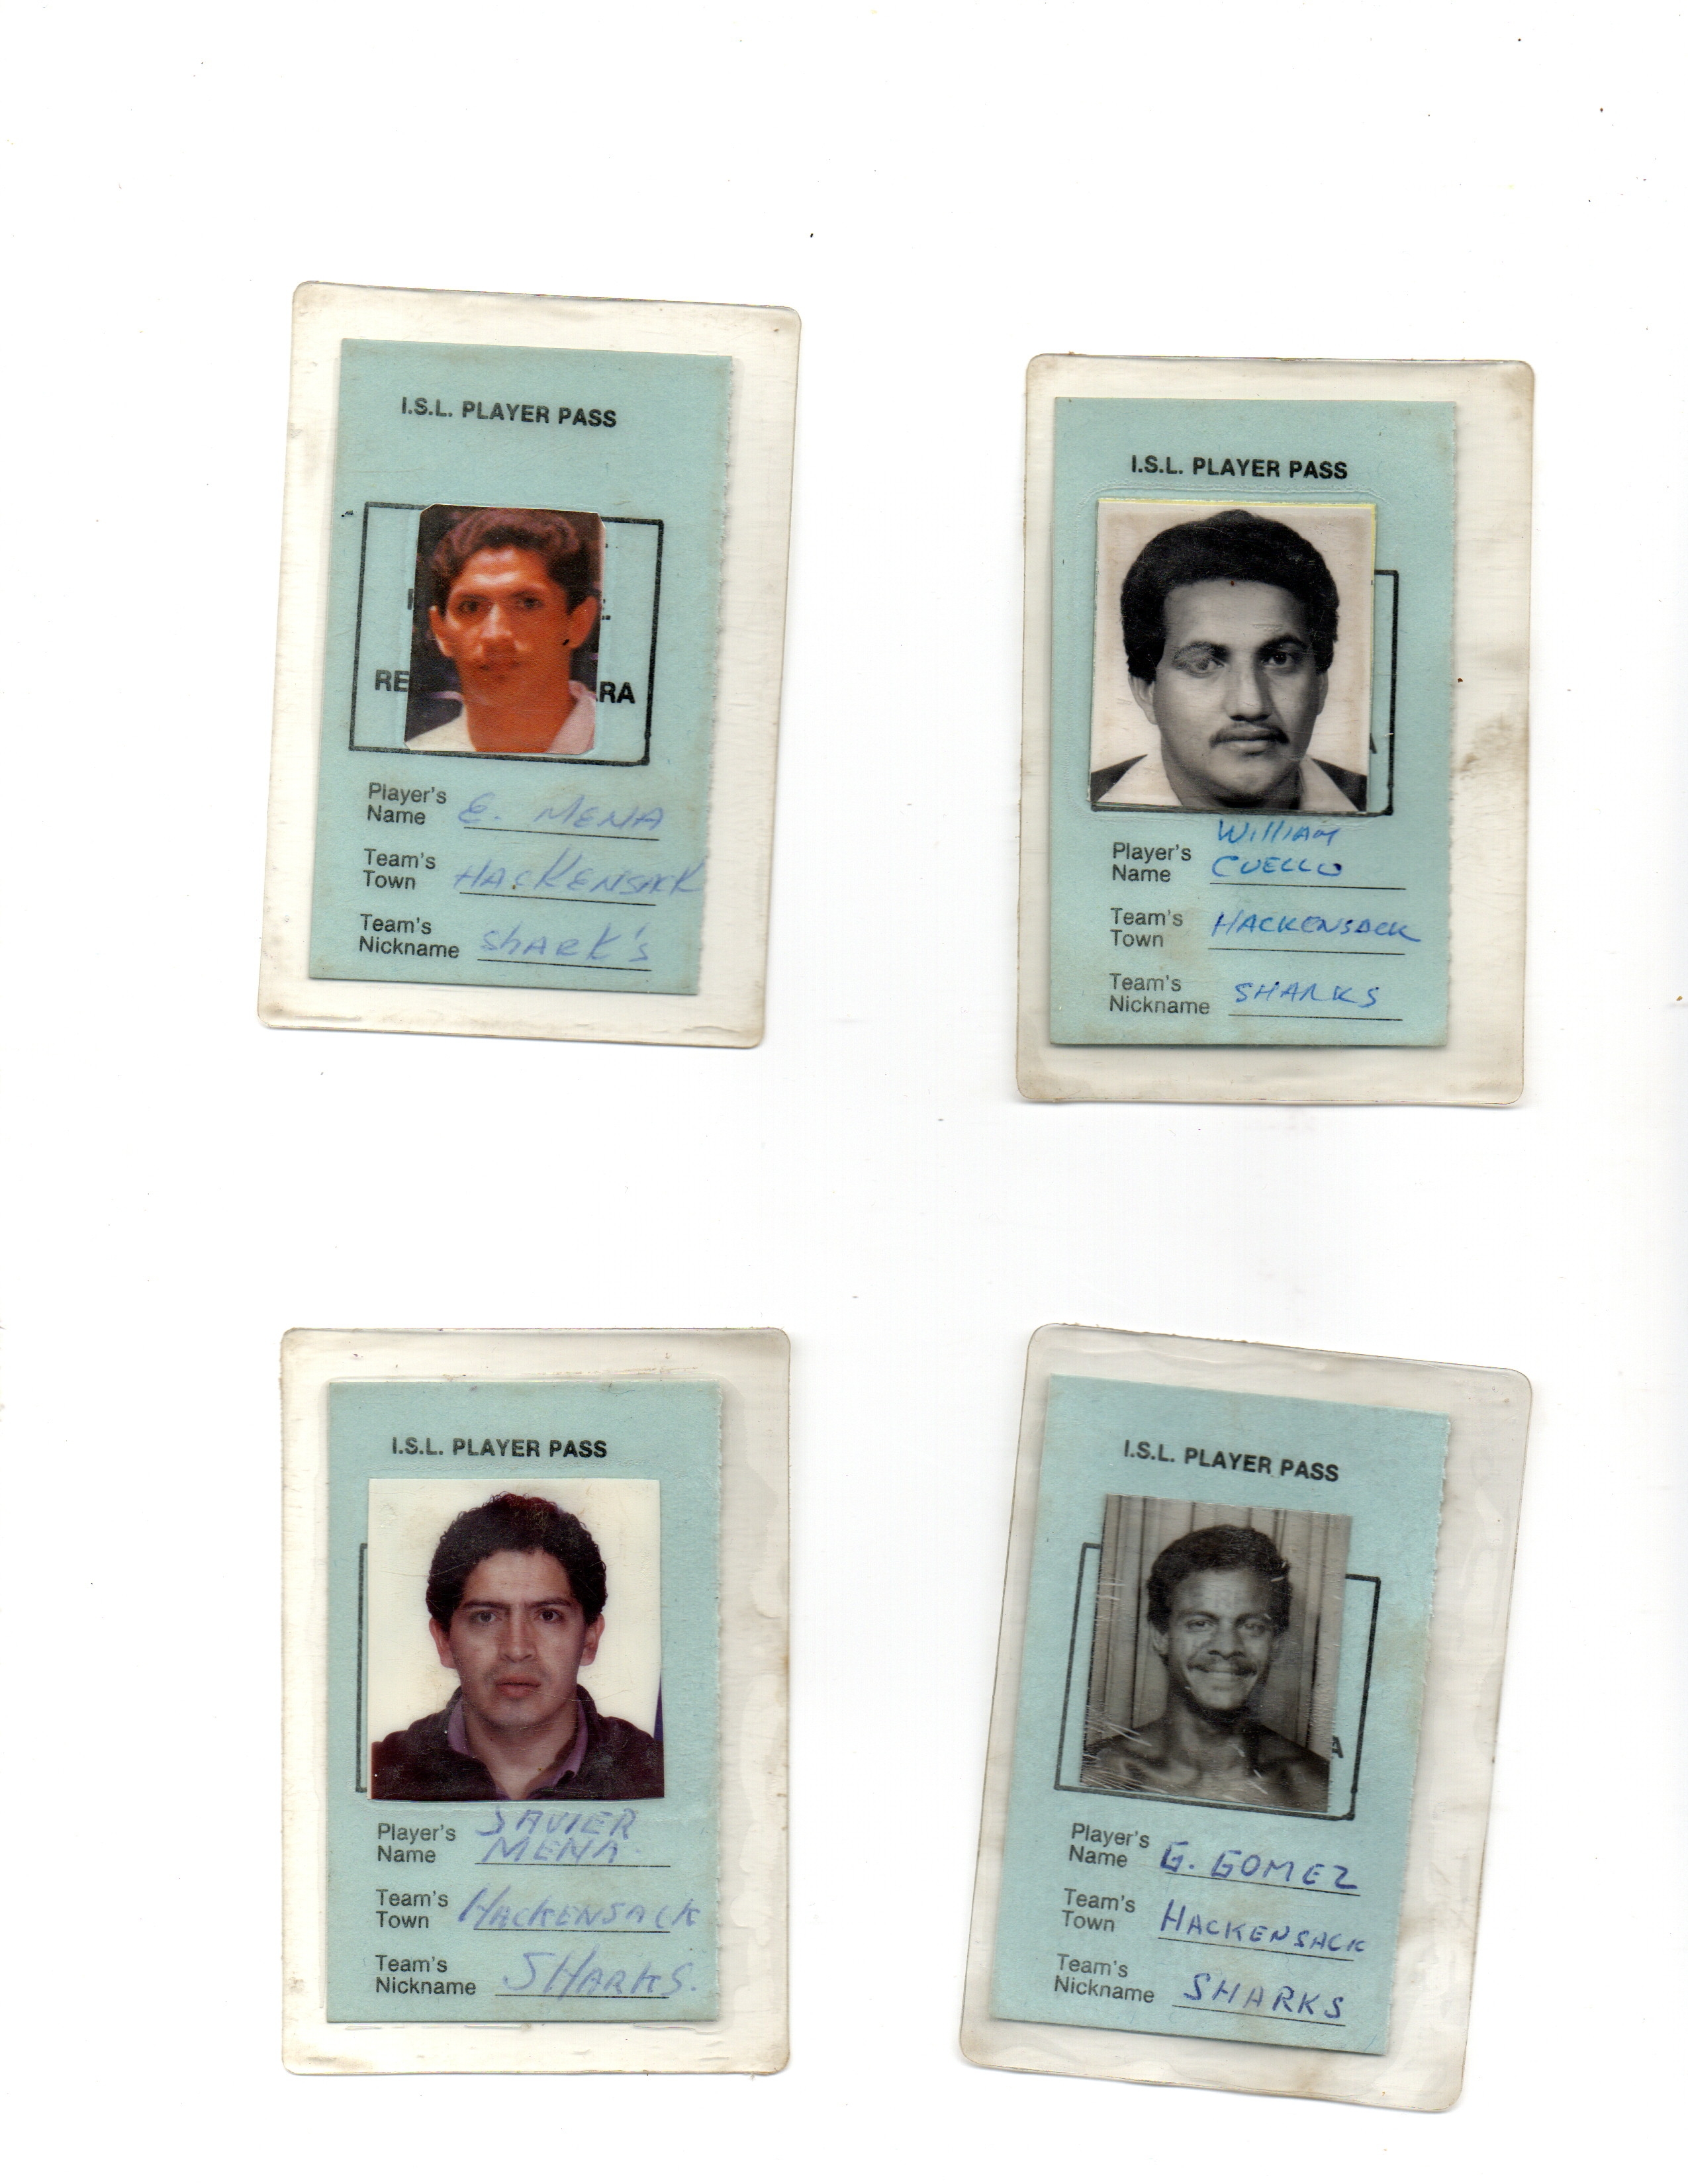 I.S.L. PLAYER PASS
RE RA
Player's
Name E. MENA
Team's
Town HACKENSACK
Team's
Nickname SHARK'S
I.S.L. PLAYER PASS
A
William
Player's
Name CUELLO
Team's
Town HACKENSACK
Team's
Nickname SHARKS
I.S.L. PLAYER PASS
JAVIER
Player's
Name MENA.
Team's
Town HACKENSACK
Team's
Nickname SHARKS.
I.S.L. PLAYER PASS
A
Player's
Name G. GOMEZ
Team's
Town HACKENSACK
Team's
Nickname SHARKS